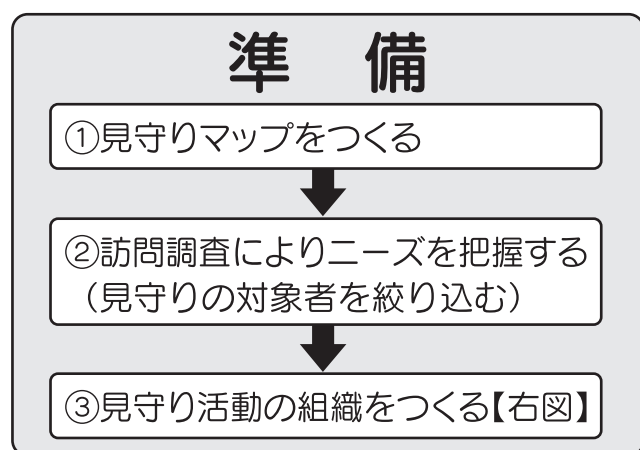 準　備
①見守りマップをつくる
②訪問調査によりニーズを把握する
（見守りの対象者を絞り込む）
③見守り活動の組織をつくる【右図】